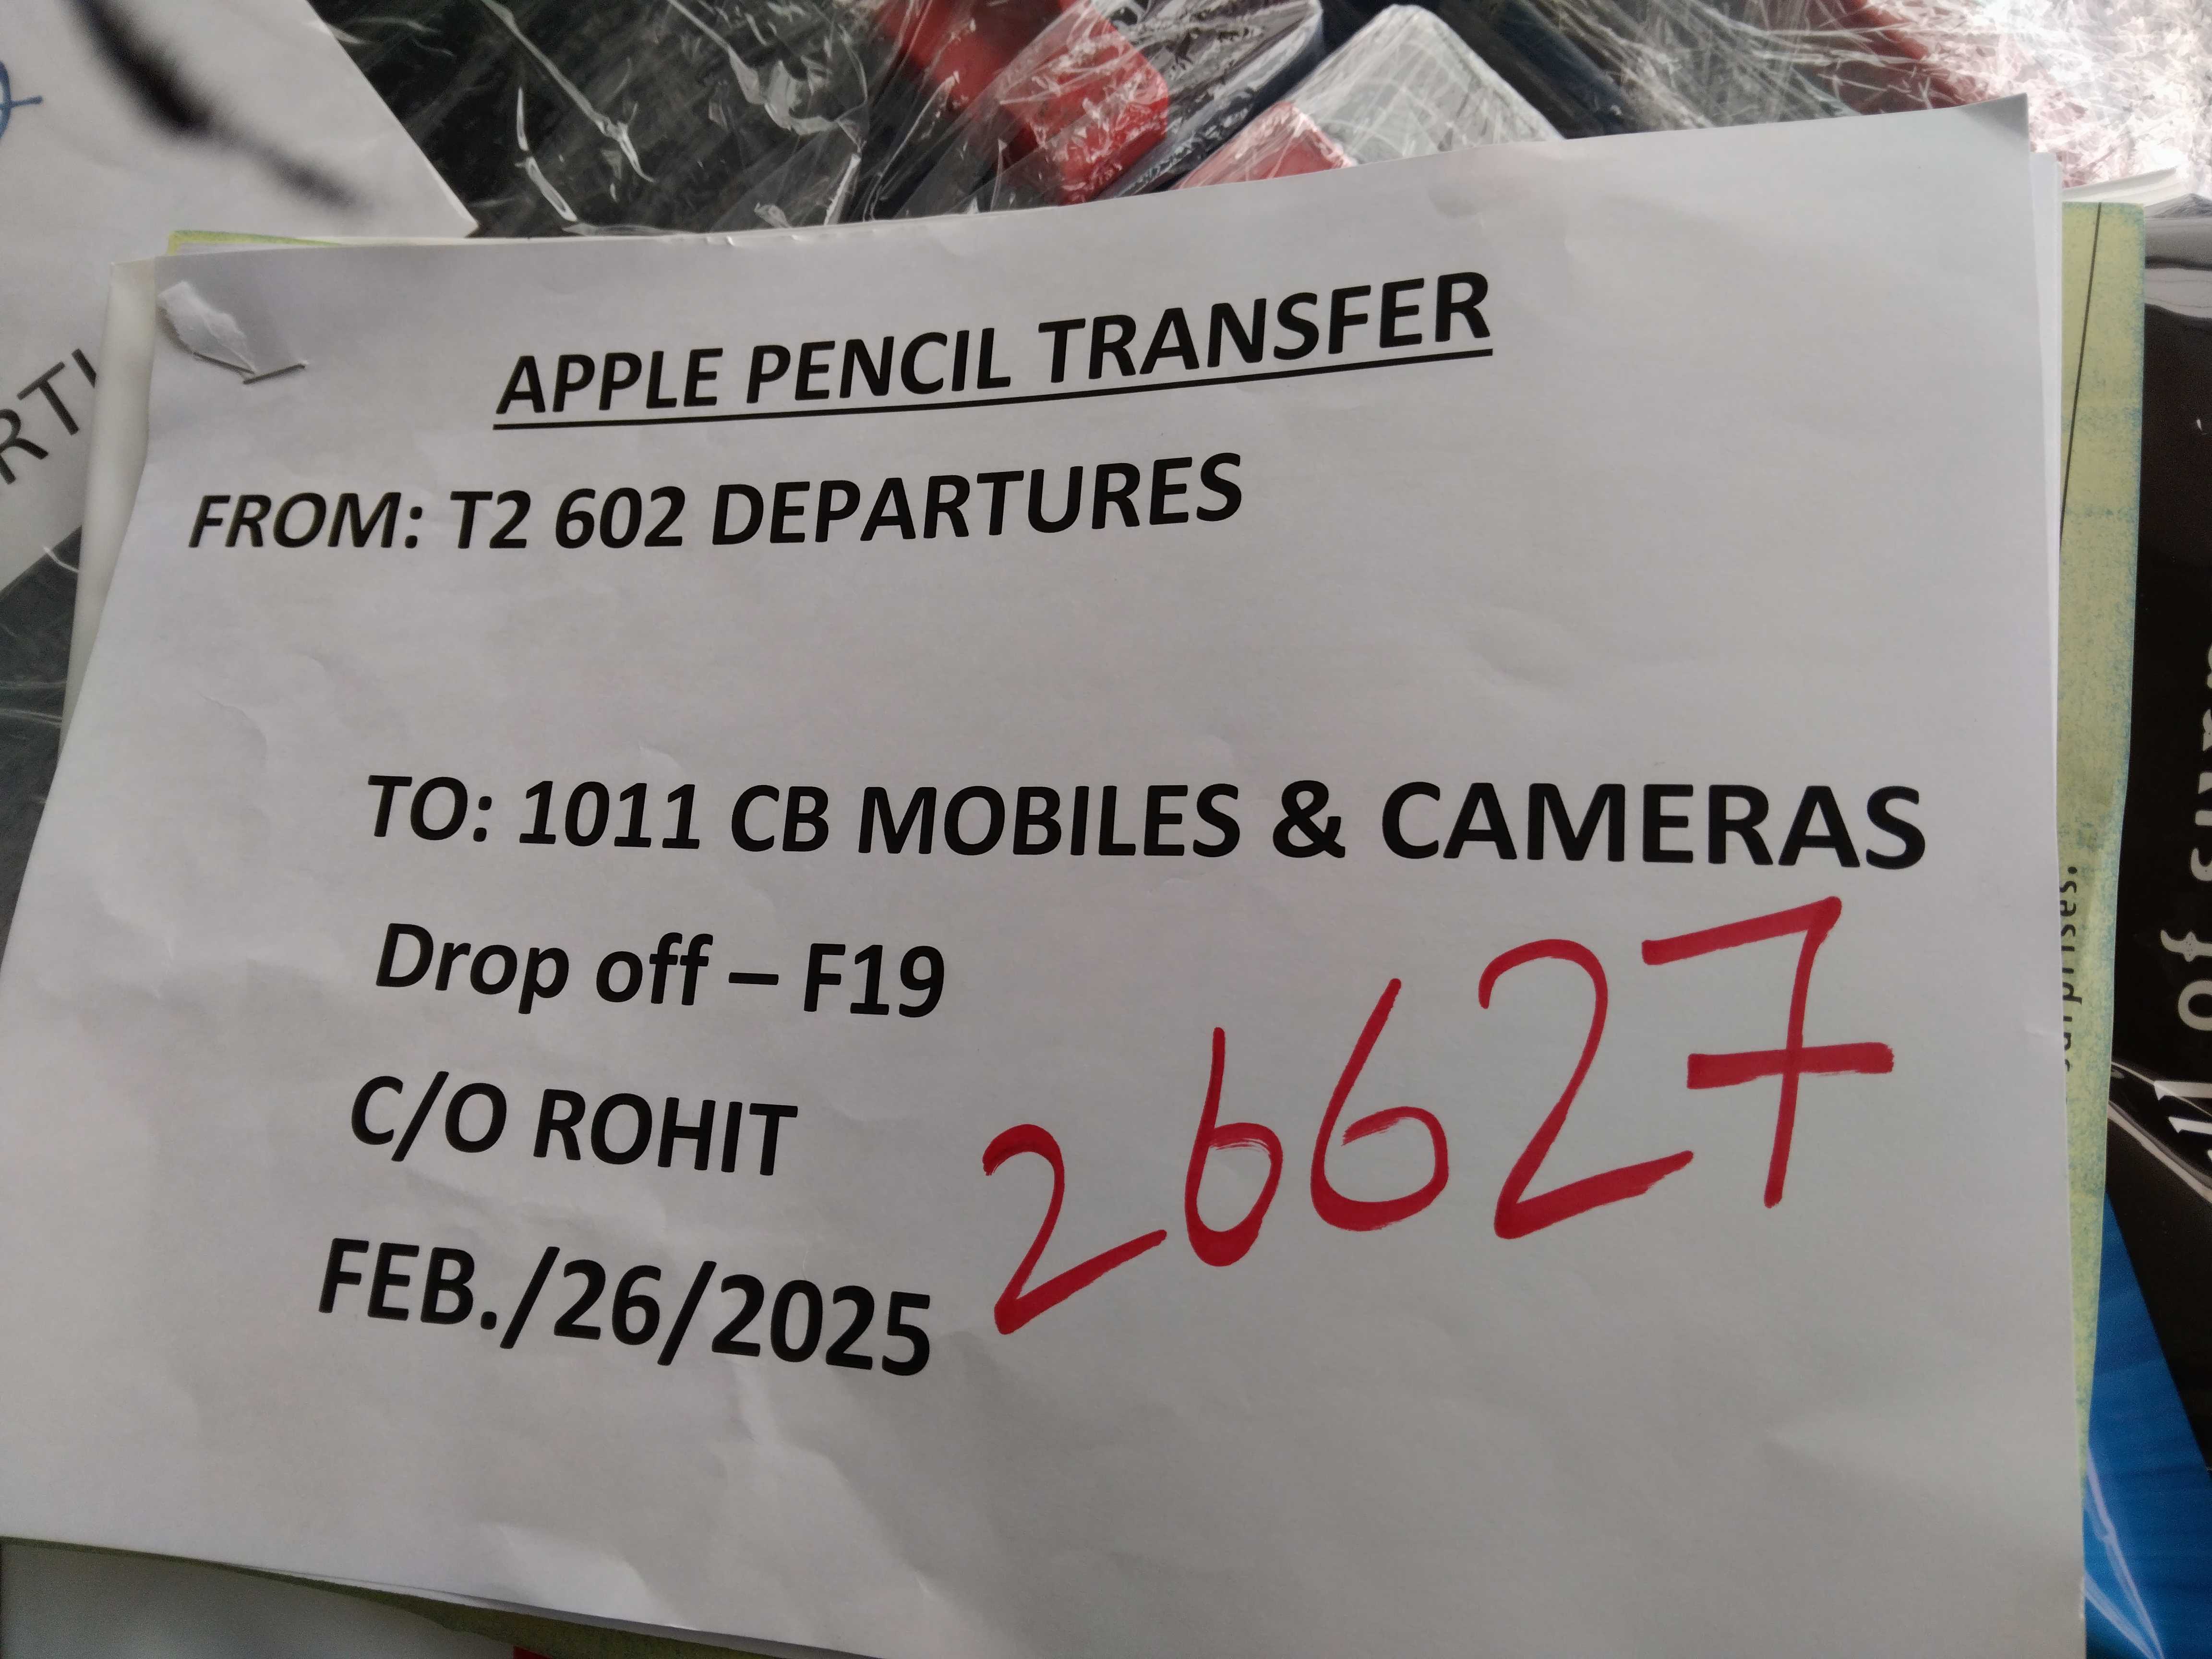 APPLE PENCIL TRANSFER
FROM: T2 602 DEPARTURES
TO: 1011 CB MOBILES & CAMERAS
Drop off – F19
C/O ROHIT
FEB./26/2025
26627
of